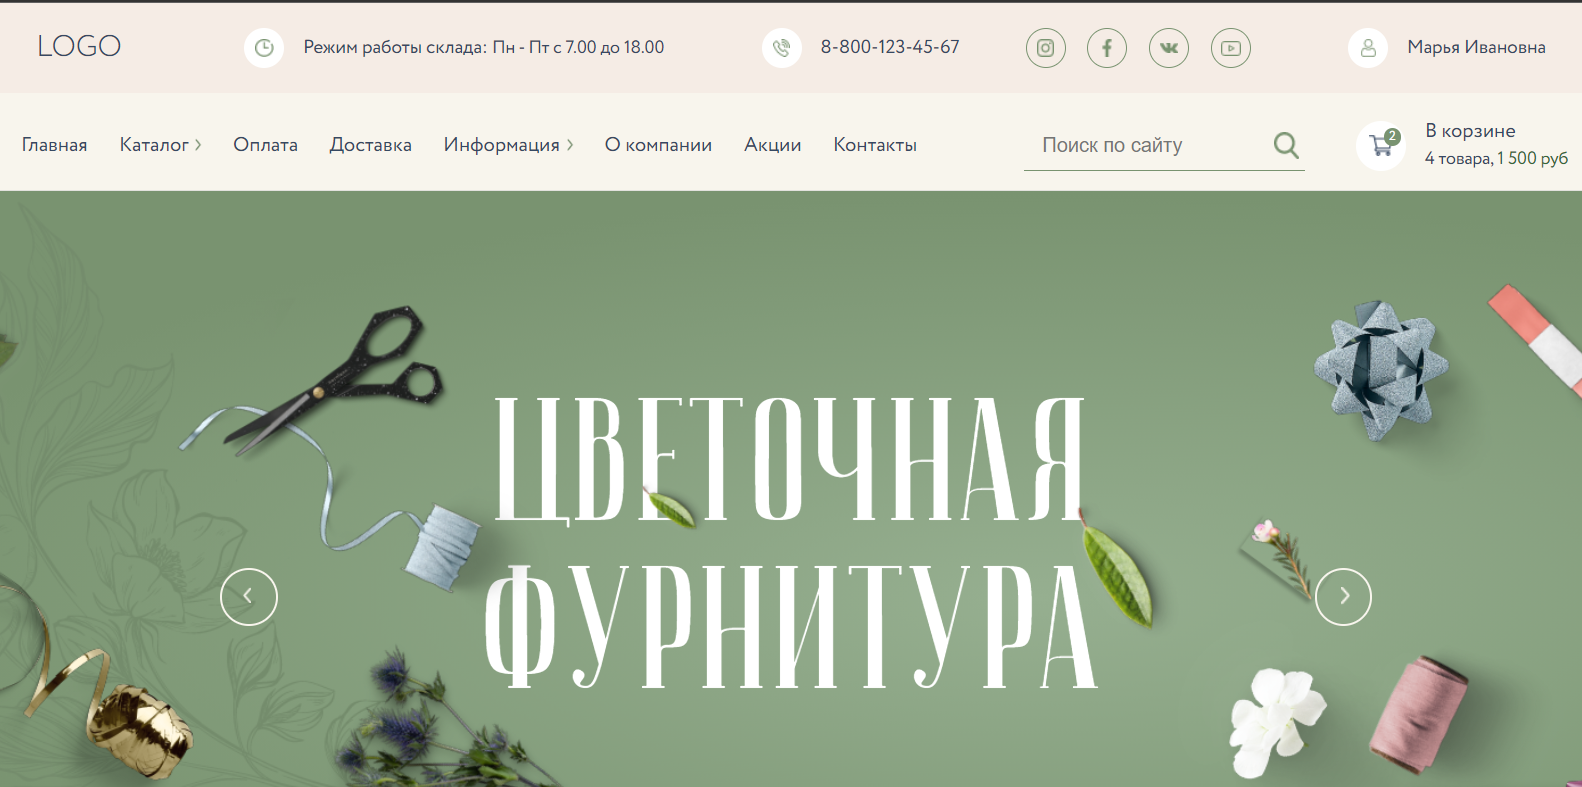 LOGO
Режим работы склада: Пн - Пт с 7.00 до 18.00
8-800-123-45-67
Марья Ивановна
Главная
Каталог
Оплата
Доставка
Информация
О компании
Акции
Контакты
Поиск по сайту
2
В корзине
4 товара, 1 500 руб
ЦВЕТОЧНАЯ
ФУРНИТУРА